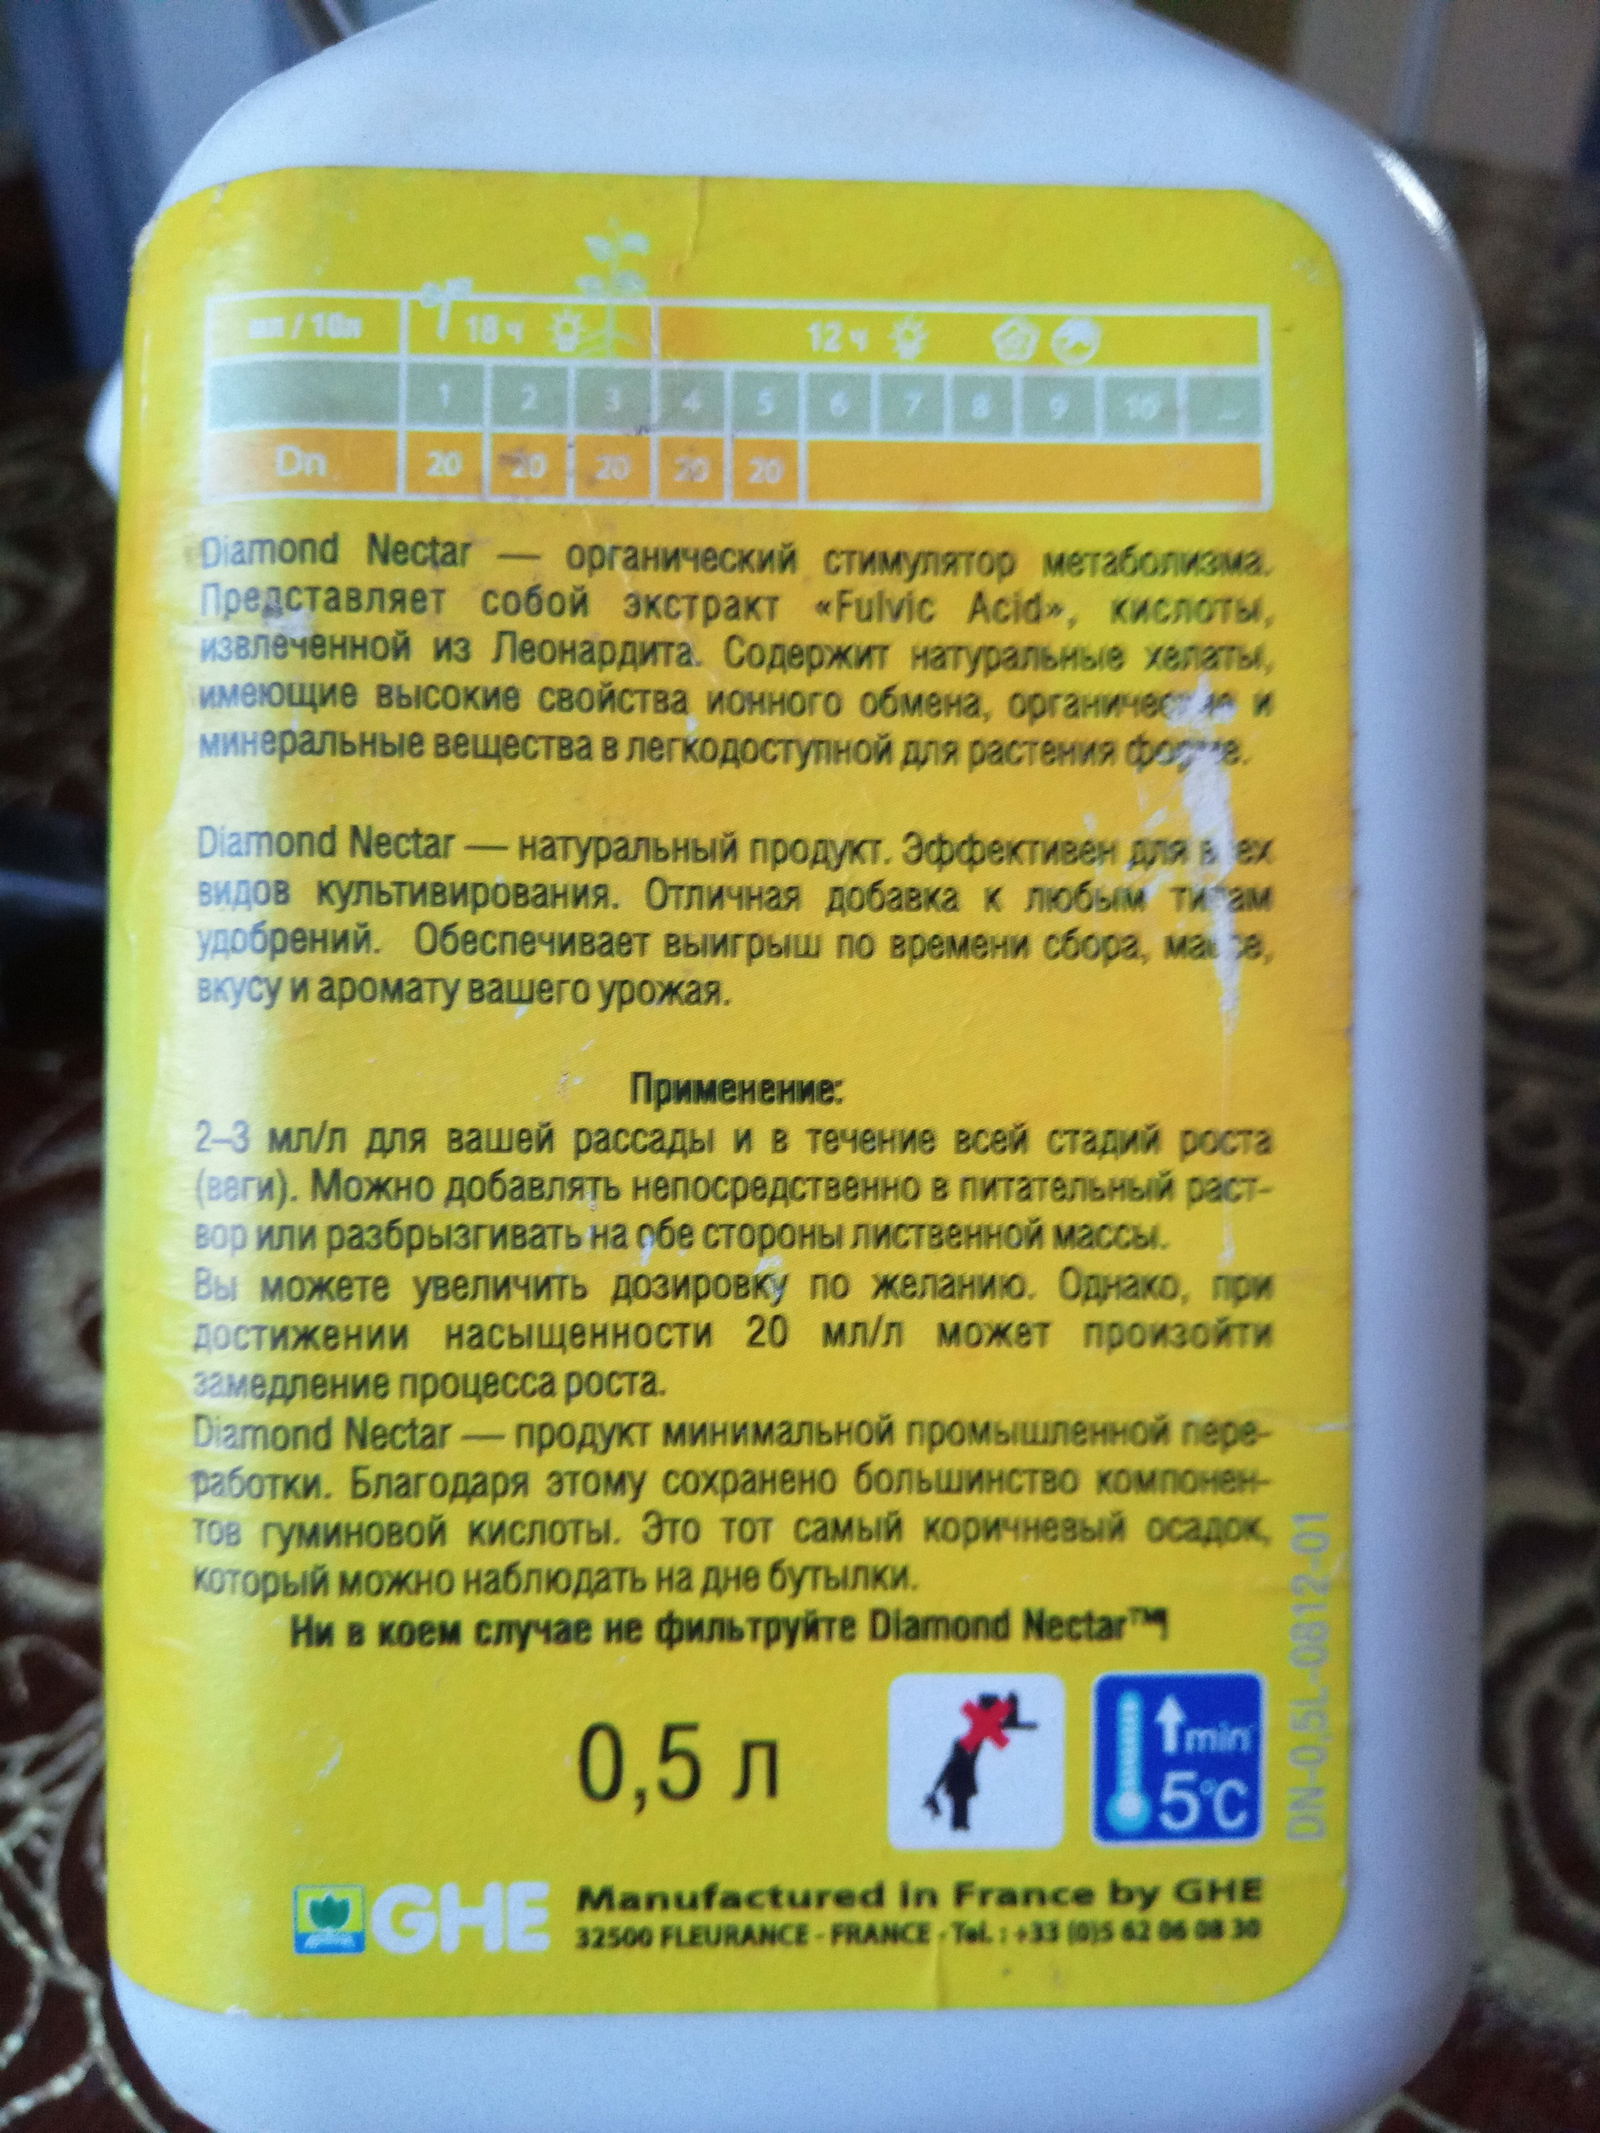 мл / 10л 18 ч 12 ч
1 2 3 4 5 6 7 8 9 10 ...
Dn 20 20 20 20 20
Diamond Nectar — органический стимулятор метаболизма.
Представляет собой экстракт «Fulvic Acid», кислоты,
извлеченной из Леонардита. Содержит натуральные хелаты,
имеющие высокие свойства ионного обмена, органические и
минеральные вещества в легкодоступной для растения форме.
Diamond Nectar — натуральный продукт. Эффективен для всех
видов культивирования. Отличная добавка к любым типам
удобрений. Обеспечивает выигрыш по времени сбора, массе,
вкусу и аромату вашего урожая.
Применение:
2–3 мл/л для вашей рассады и в течение всей стадий роста
(веги). Можно добавлять непосредственно в питательный раст-
вор или разбрызгивать на обе стороны лиственной массы.
Вы можете увеличить дозировку по желанию. Однако, при
достижении насыщенности 20 мл/л может произойти
замедление процесса роста.
Diamond Nectar — продукт минимальной промышленной пере-
работки. Благодаря этому сохранено большинство компонен-
тов гуминовой кислоты. Это тот самый коричневый осадок,
который можно наблюдать на дне бутылки.
Ни в коем случае не фильтруйте Diamond Nectar™!
0,5 л
min
5°C
DN-0,5L-0812-01
GHE Manufactured in France by GHE
32500 FLEURANCE - FRANCE - Tel. : +33 (0)5 62 06 08 30